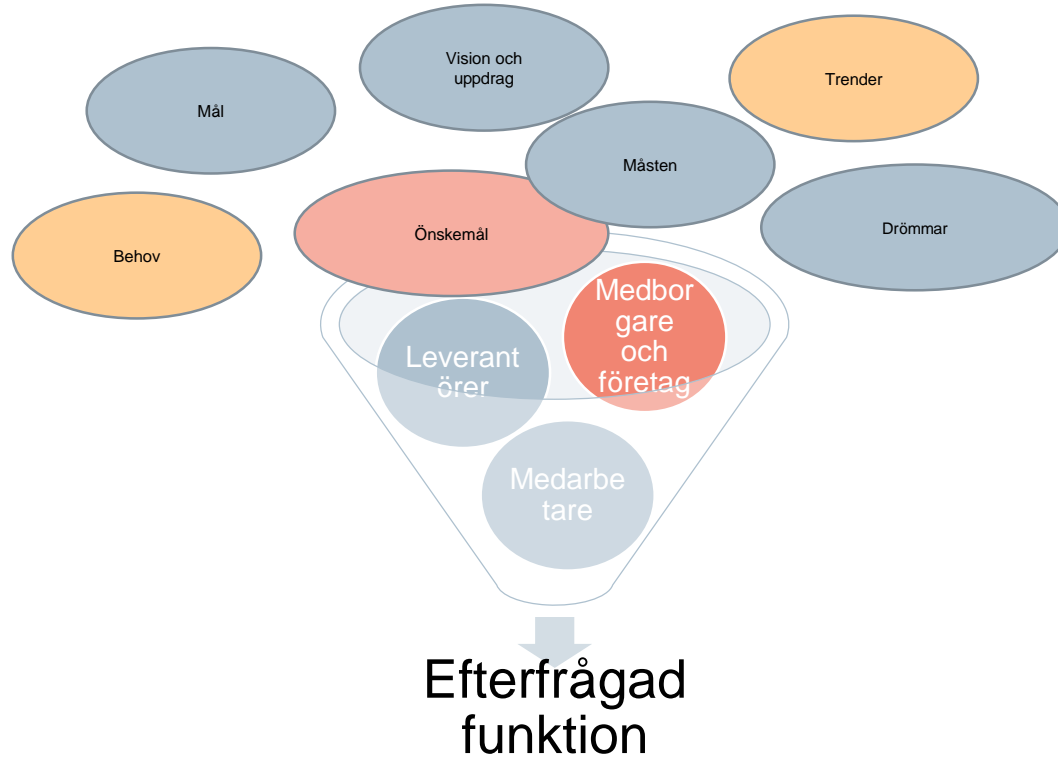 Vision och
uppdrag
Trender
Mål
Måsten
Drömmar
Önskemål
Behov
Medbor
gare
och
företag
Leverant
örer
Medarbe
tare
Efterfrågad
funktion